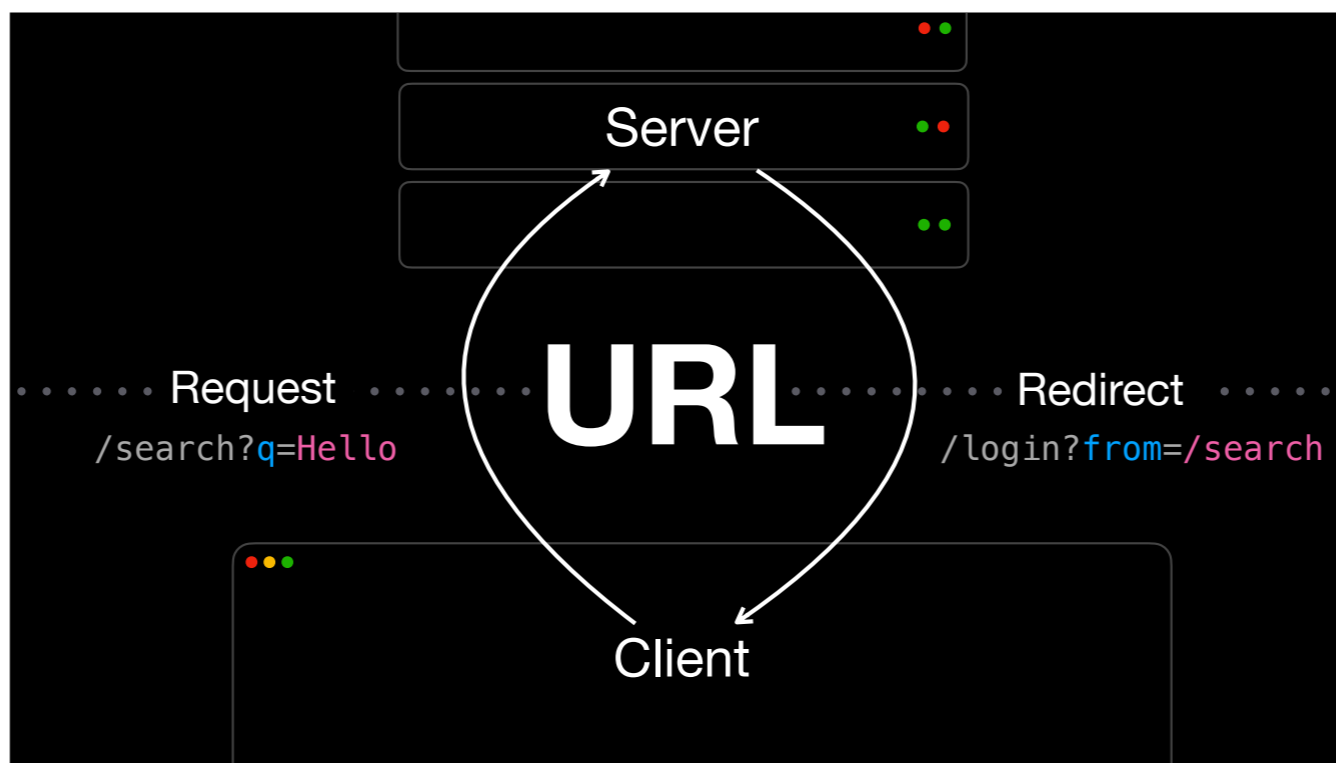 Server
URL
Request
Redirect
/search?q=Hello
/login?from=/search
Client